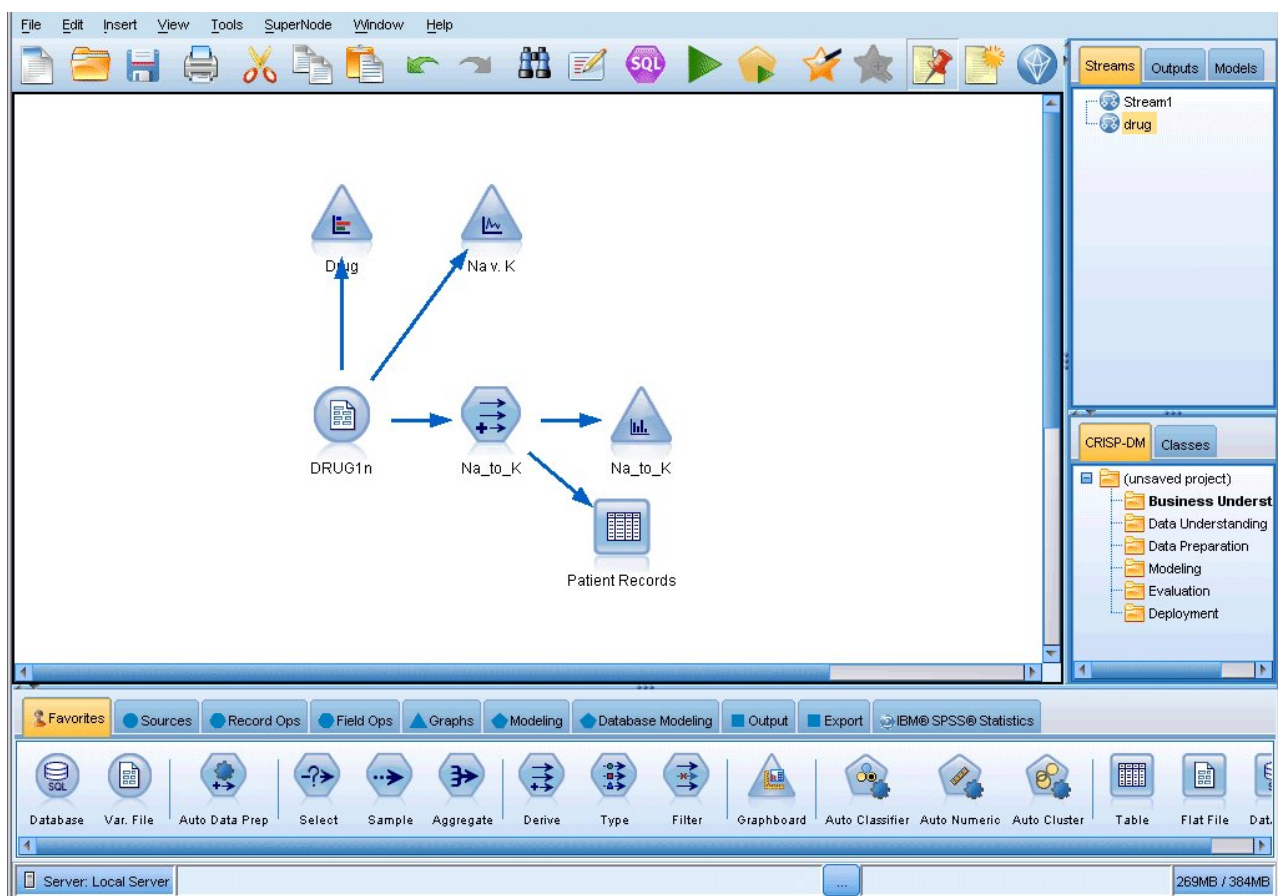 File Edit Insert View Tools SuperNode Window Help
SQL
Streams Outputs Models
Stream1
drug
Drug
Na v. K
DRUG1n
Na_to_K
Na_to_K
Patient Records
CRISP-DM Classes
(unsaved project)
Business Underst
Data Understanding
Data Preparation
Modeling
Evaluation
Deployment
Favorites Sources Record Ops Field Ops Graphs Modeling Database Modeling Output Export IBM® SPSS® Statistics
SQL
Database Var. File Auto Data Prep Select Sample Aggregate Derive Type Filter Graphboard Auto Classifier Auto Numeric Auto Cluster Table Flat File Dat
Server: Local Server ... 269MB / 384MB